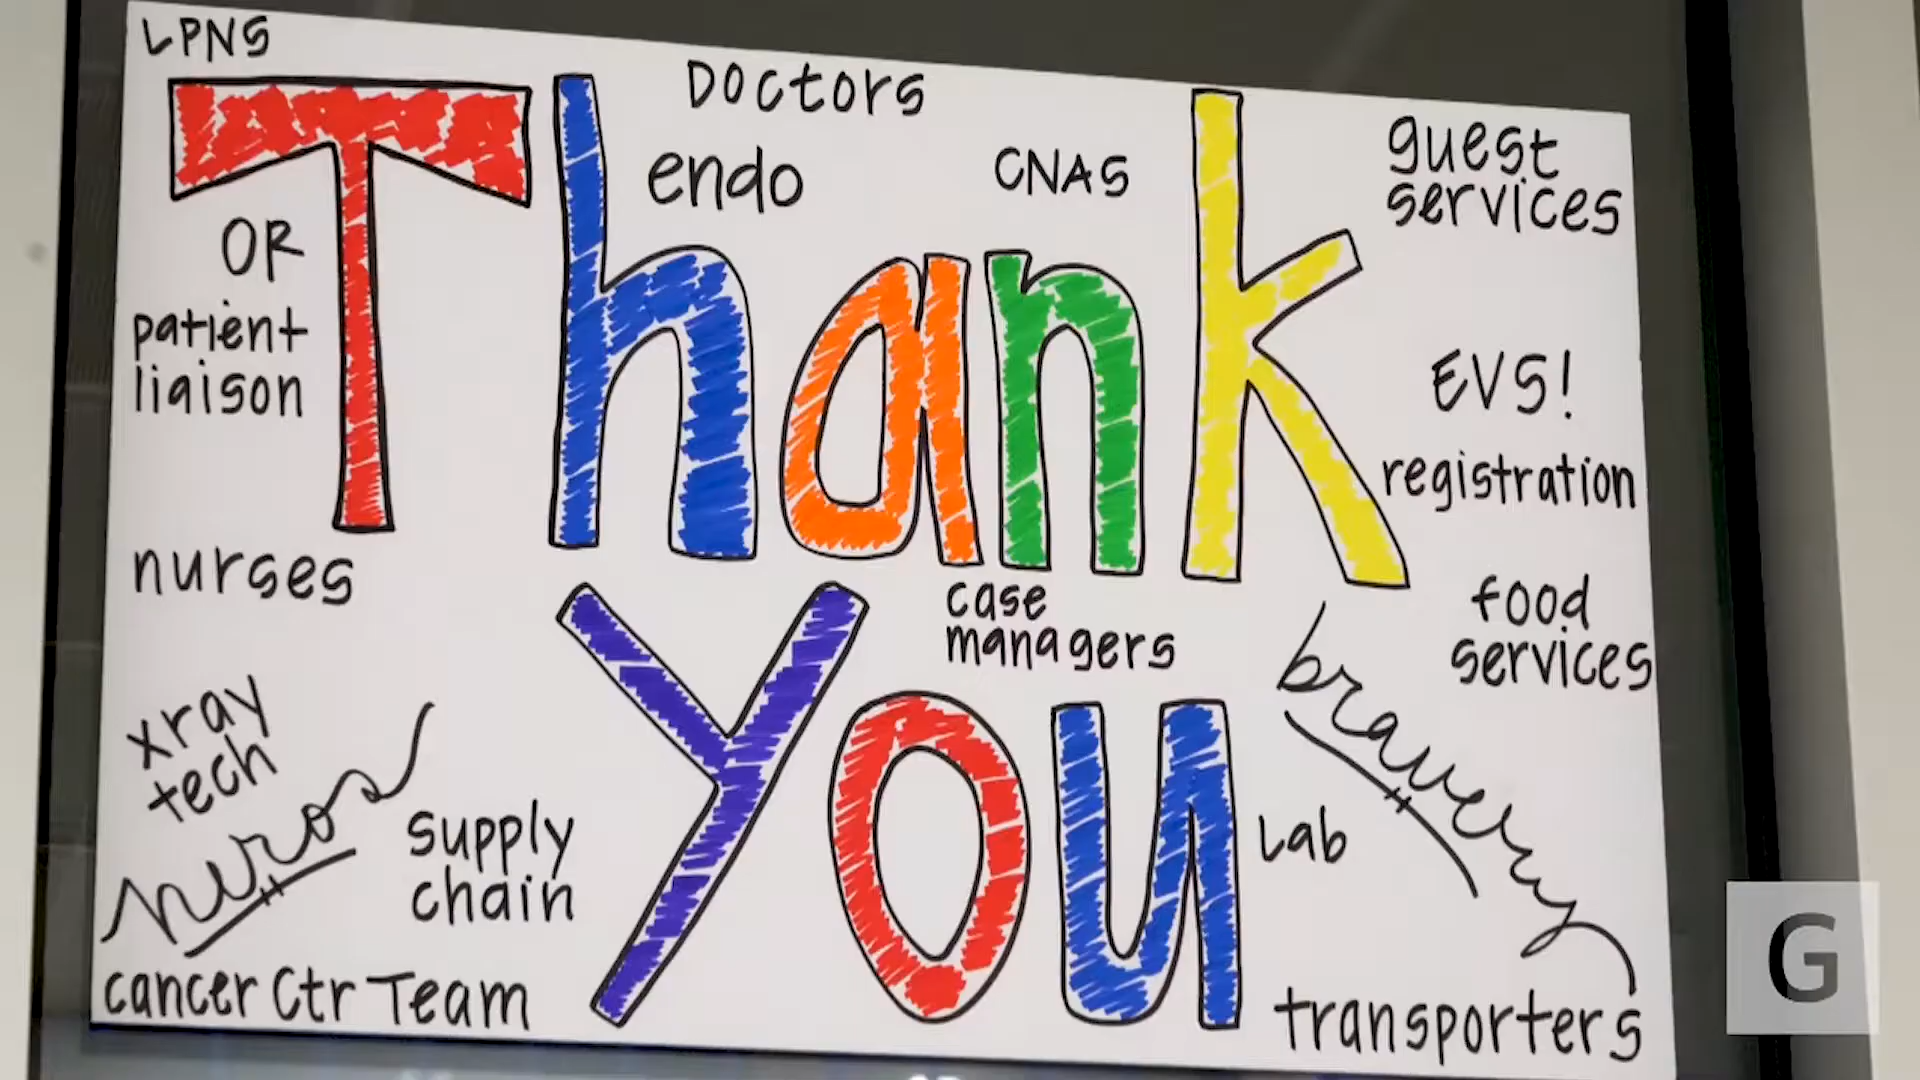 LPNS
Doctors
endo
CNAS
guest
services
Thank
OR
patient
liaison
EVS!
registration
nurses
case
managers
food
services
You
bravery
xray
tech
heros
supply
chain
Lab
cancer Ctr Team
transporters
G